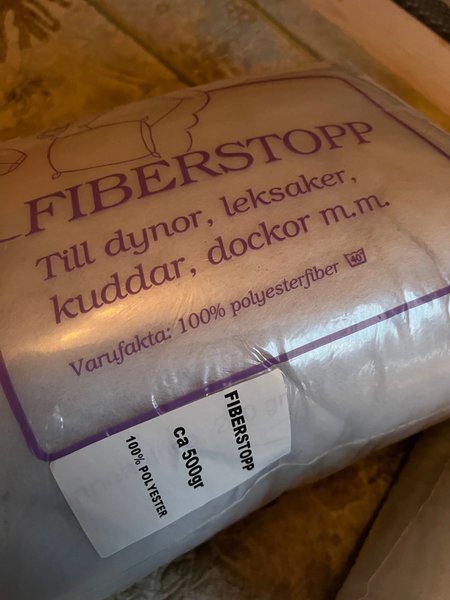 FIBERSTOPP
Till dynor, leksaker,
kuddar, dockor m.m.
Varufakta: 100% polyesterfiber 40°
FIBERSTOPP
ca 500gr
100% POLYESTER